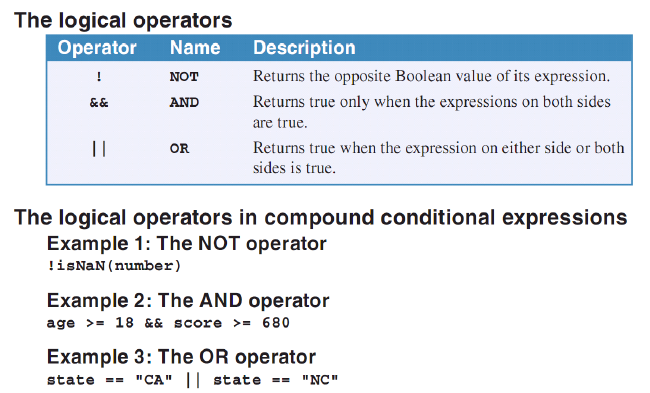 The logical operators
Operator Name Description
! NOT Returns the opposite Boolean value of its expression.
&& AND Returns true only when the expressions on both sides
are true.
|| OR Returns true when the expression on either side or both
sides is true.
The logical operators in compound conditional expressions
Example 1: The NOT operator
!isNaN(number)
Example 2: The AND operator
age >= 18 && score >= 680
Example 3: The OR operator
state == "CA" || state == "NC"